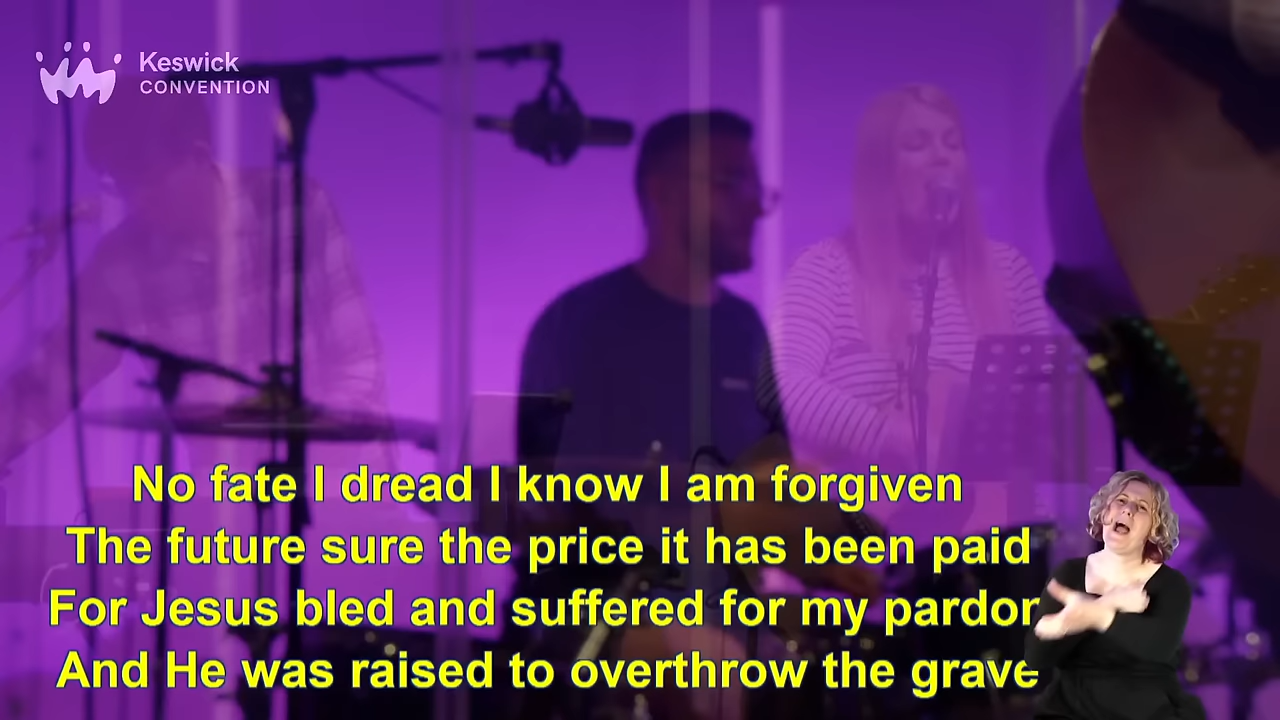 Keswick
CONVENTION
No fate I dread I know I am forgiven
The future sure the price it has been paid
For Jesus bled and suffered for my pardon
And He was raised to overthrow the grave